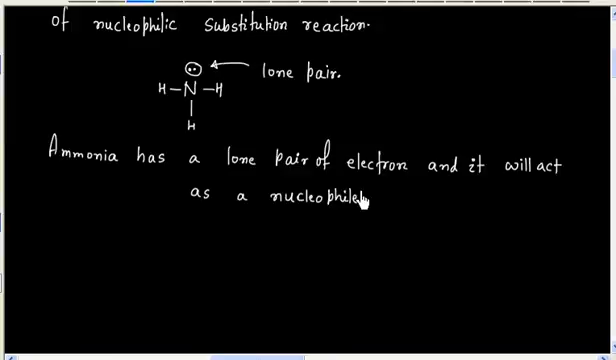 of nucleophilic substitution reaction.
lone pair.
H-N-H
H
Ammonia has a lone pair of electron and it will act
as a nucleophile